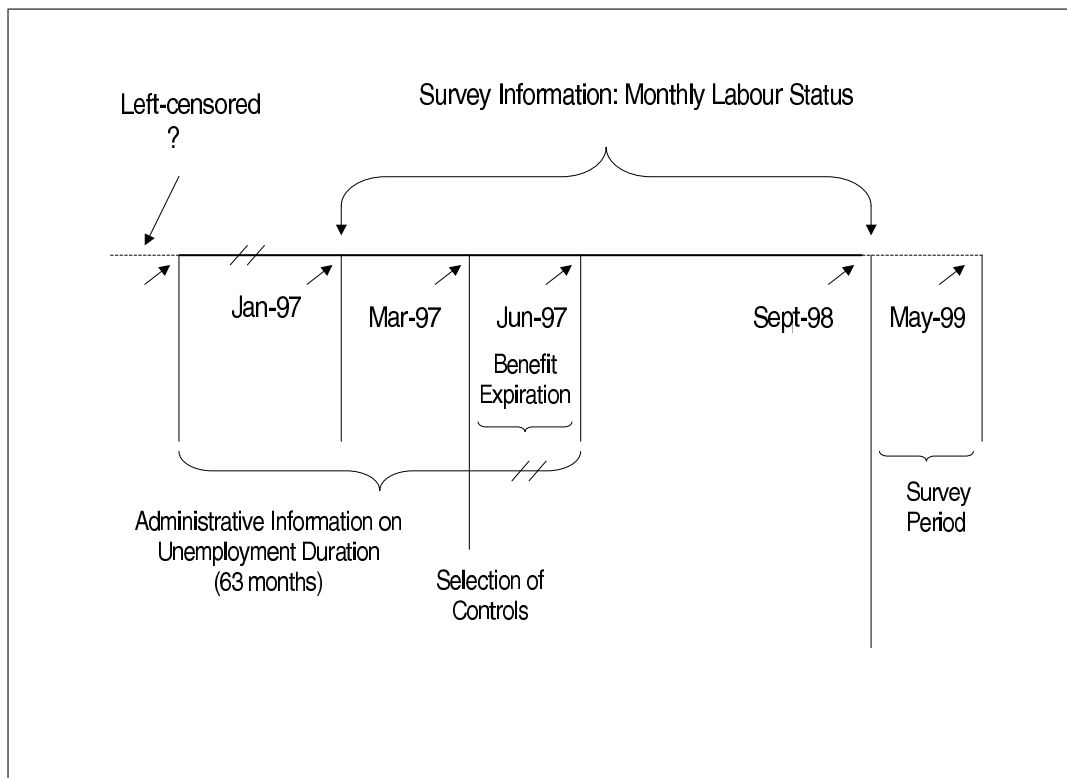 Survey Information: Monthly Labour Status
Left-censored
?
Jan-97
Mar-97
Jun-97
Sept-98
May-99
Benefit
Expiration
Administrative Information on
Unemployment Duration
(63 months)
Selection of
Controls
Survey
Period